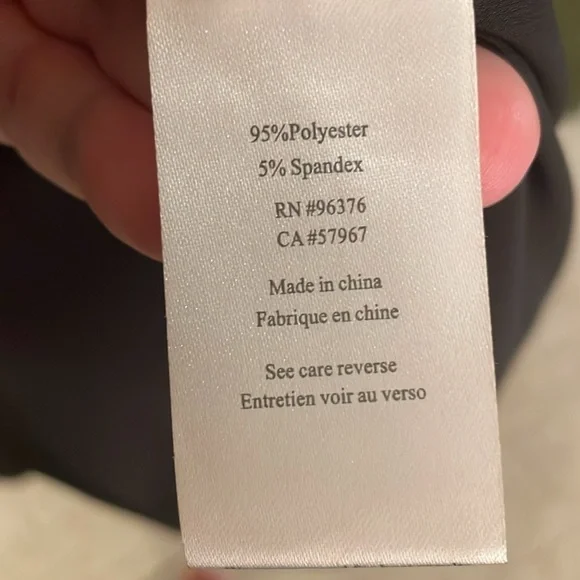 95%Polyester
5% Spandex
RN #96376
CA #57967
Made in china
Fabrique en chine
See care reverse
Entretien voir au verso